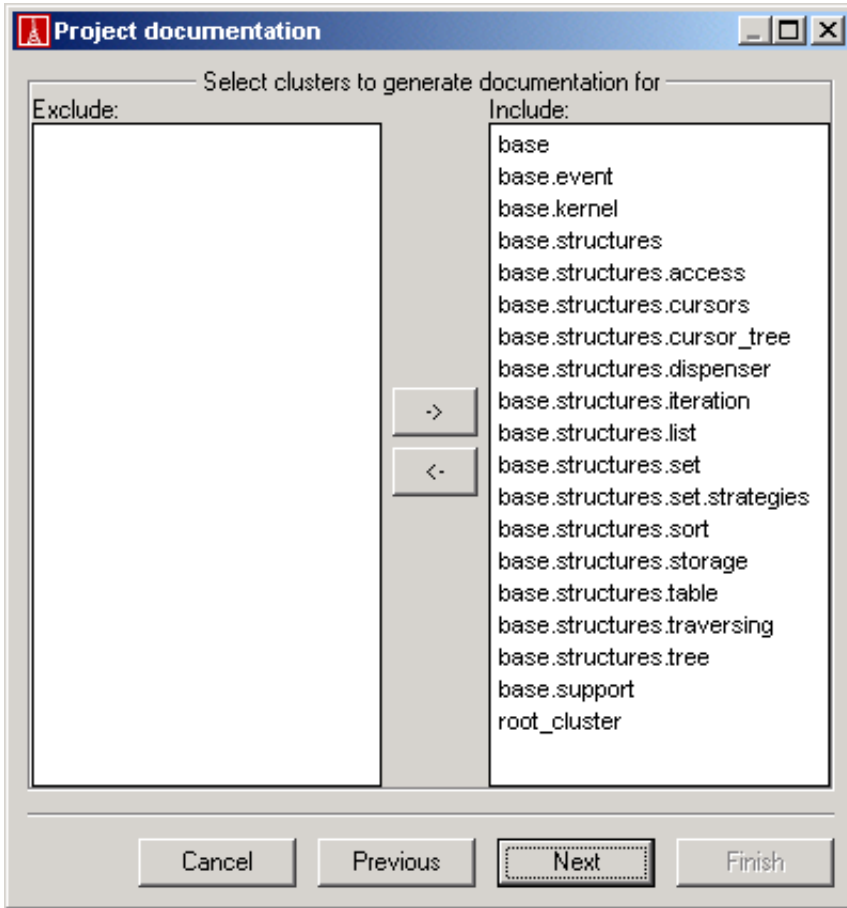 Project documentation
Select clusters to generate documentation for
Exclude:
Include:
base
base.event
base.kernel
base.structures
base.structures.access
base.structures.cursors
base.structures.cursor_tree
base.structures.dispenser
base.structures.iteration
base.structures.list
base.structures.set
base.structures.set.strategies
base.structures.sort
base.structures.storage
base.structures.table
base.structures.traversing
base.structures.tree
base.support
root_cluster
->
<-
Cancel
Previous
Next
Finish